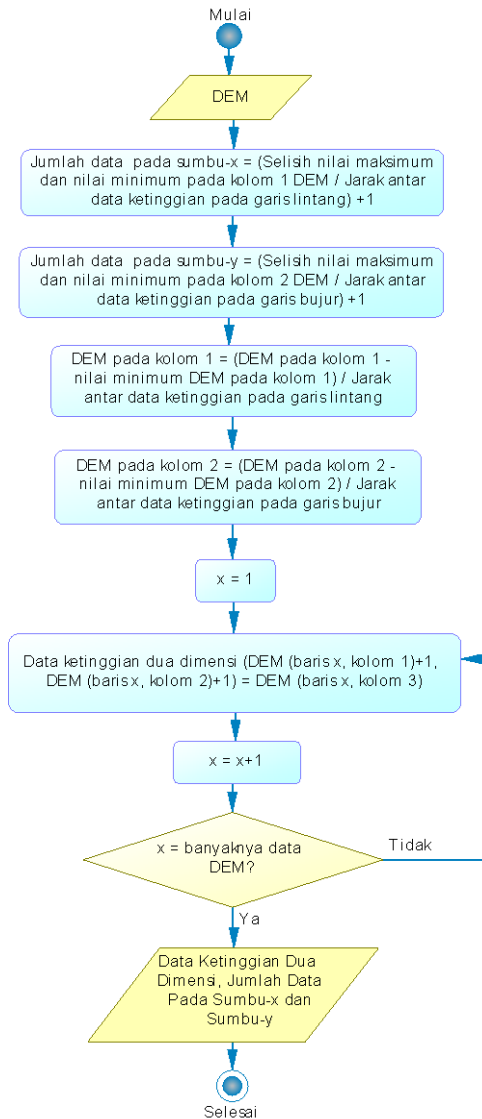 Mulai
DEM
Jumlah data pada sumbu-x = (Selisih nilai maksimum
dan nilai minimum pada kolom 1 DEM / Jarak antar
data ketinggian pada garis lintang) +1
Jumlah data pada sumbu-y = (Selisih nilai maksimum
dan nilai minimum pada kolom 2 DEM / Jarak antar
data ketinggian pada garis bujur) +1
DEM pada kolom 1 = (DEM pada kolom 1 -
nilai minimum DEM pada kolom 1) / Jarak
antar data ketinggian pada garis lintang
DEM pada kolom 2 = (DEM pada kolom 2 -
nilai minimum DEM pada kolom 2) / Jarak
antar data ketinggian pada garis bujur
x = 1
Data ketinggian dua dimensi (DEM (baris x, kolom 1)+1,
DEM (baris x, kolom 2)+1) = DEM (baris x, kolom 3)
x = x+1
x = banyaknya data
DEM?
Tidak
Ya
Data Ketinggian Dua
Dimensi, Jumlah Data
Pada Sumbu-x dan
Sumbu-y
Selesai